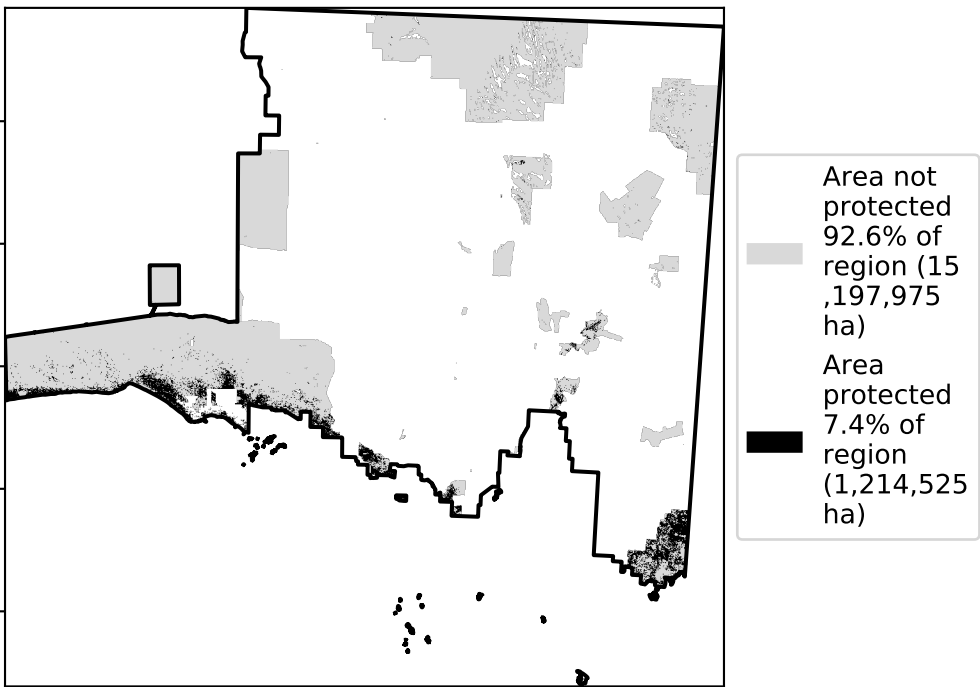 Area not
protected
92.6% of
region (15
,197,975
ha)
Area
protected
7.4% of
region
(1,214,525
ha)